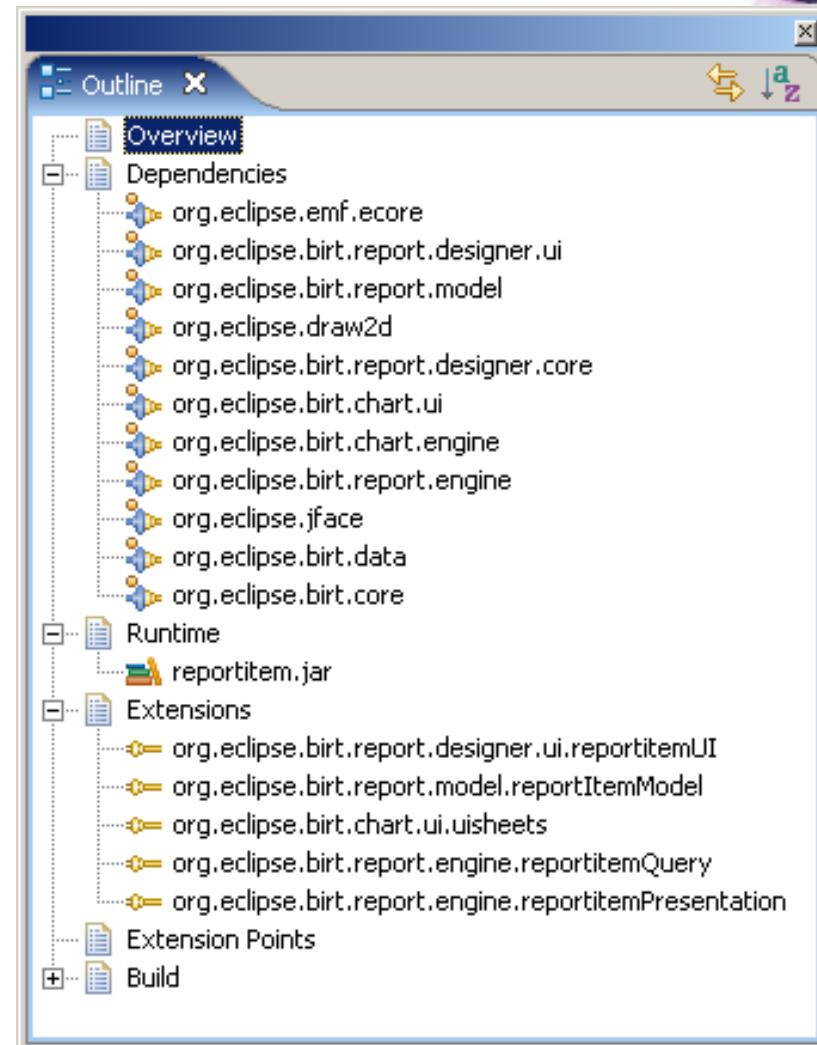 Outline
a
z
Overview
Dependencies
org.eclipse.emf.ecore
org.eclipse.birt.report.designer.ui
org.eclipse.birt.report.model
org.eclipse.draw2d
org.eclipse.birt.report.designer.core
org.eclipse.birt.chart.ui
org.eclipse.birt.chart.engine
org.eclipse.birt.report.engine
org.eclipse.jface
org.eclipse.birt.data
org.eclipse.birt.core
Runtime
reportitem.jar
Extensions
org.eclipse.birt.report.designer.ui.reportitemUI
org.eclipse.birt.report.model.reportItemModel
org.eclipse.birt.chart.ui.uisheets
org.eclipse.birt.report.engine.reportitemQuery
org.eclipse.birt.report.engine.reportitemPresentation
Extension Points
Build